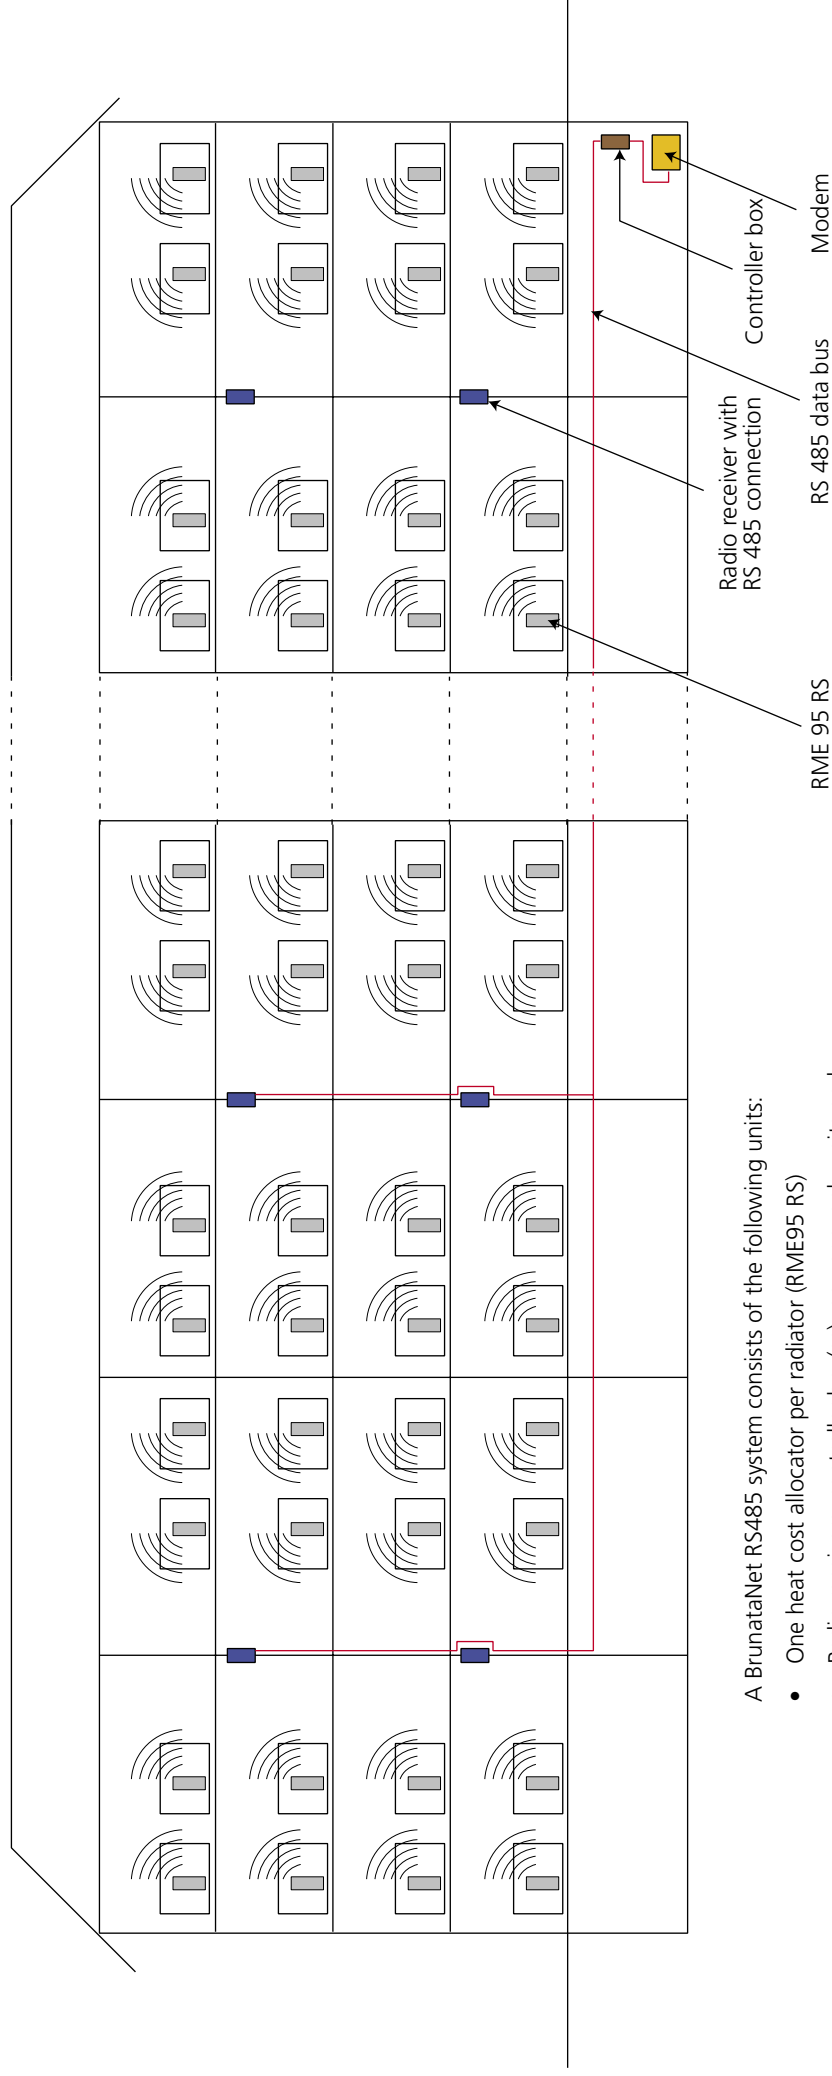 A BrunataNet RS485 system consists of the following units:
• One heat cost allocator per radiator (RME95 RS)
RME 95 RS
Radio receiver with
RS 485 connection
RS 485 data bus
Controller box
Modem